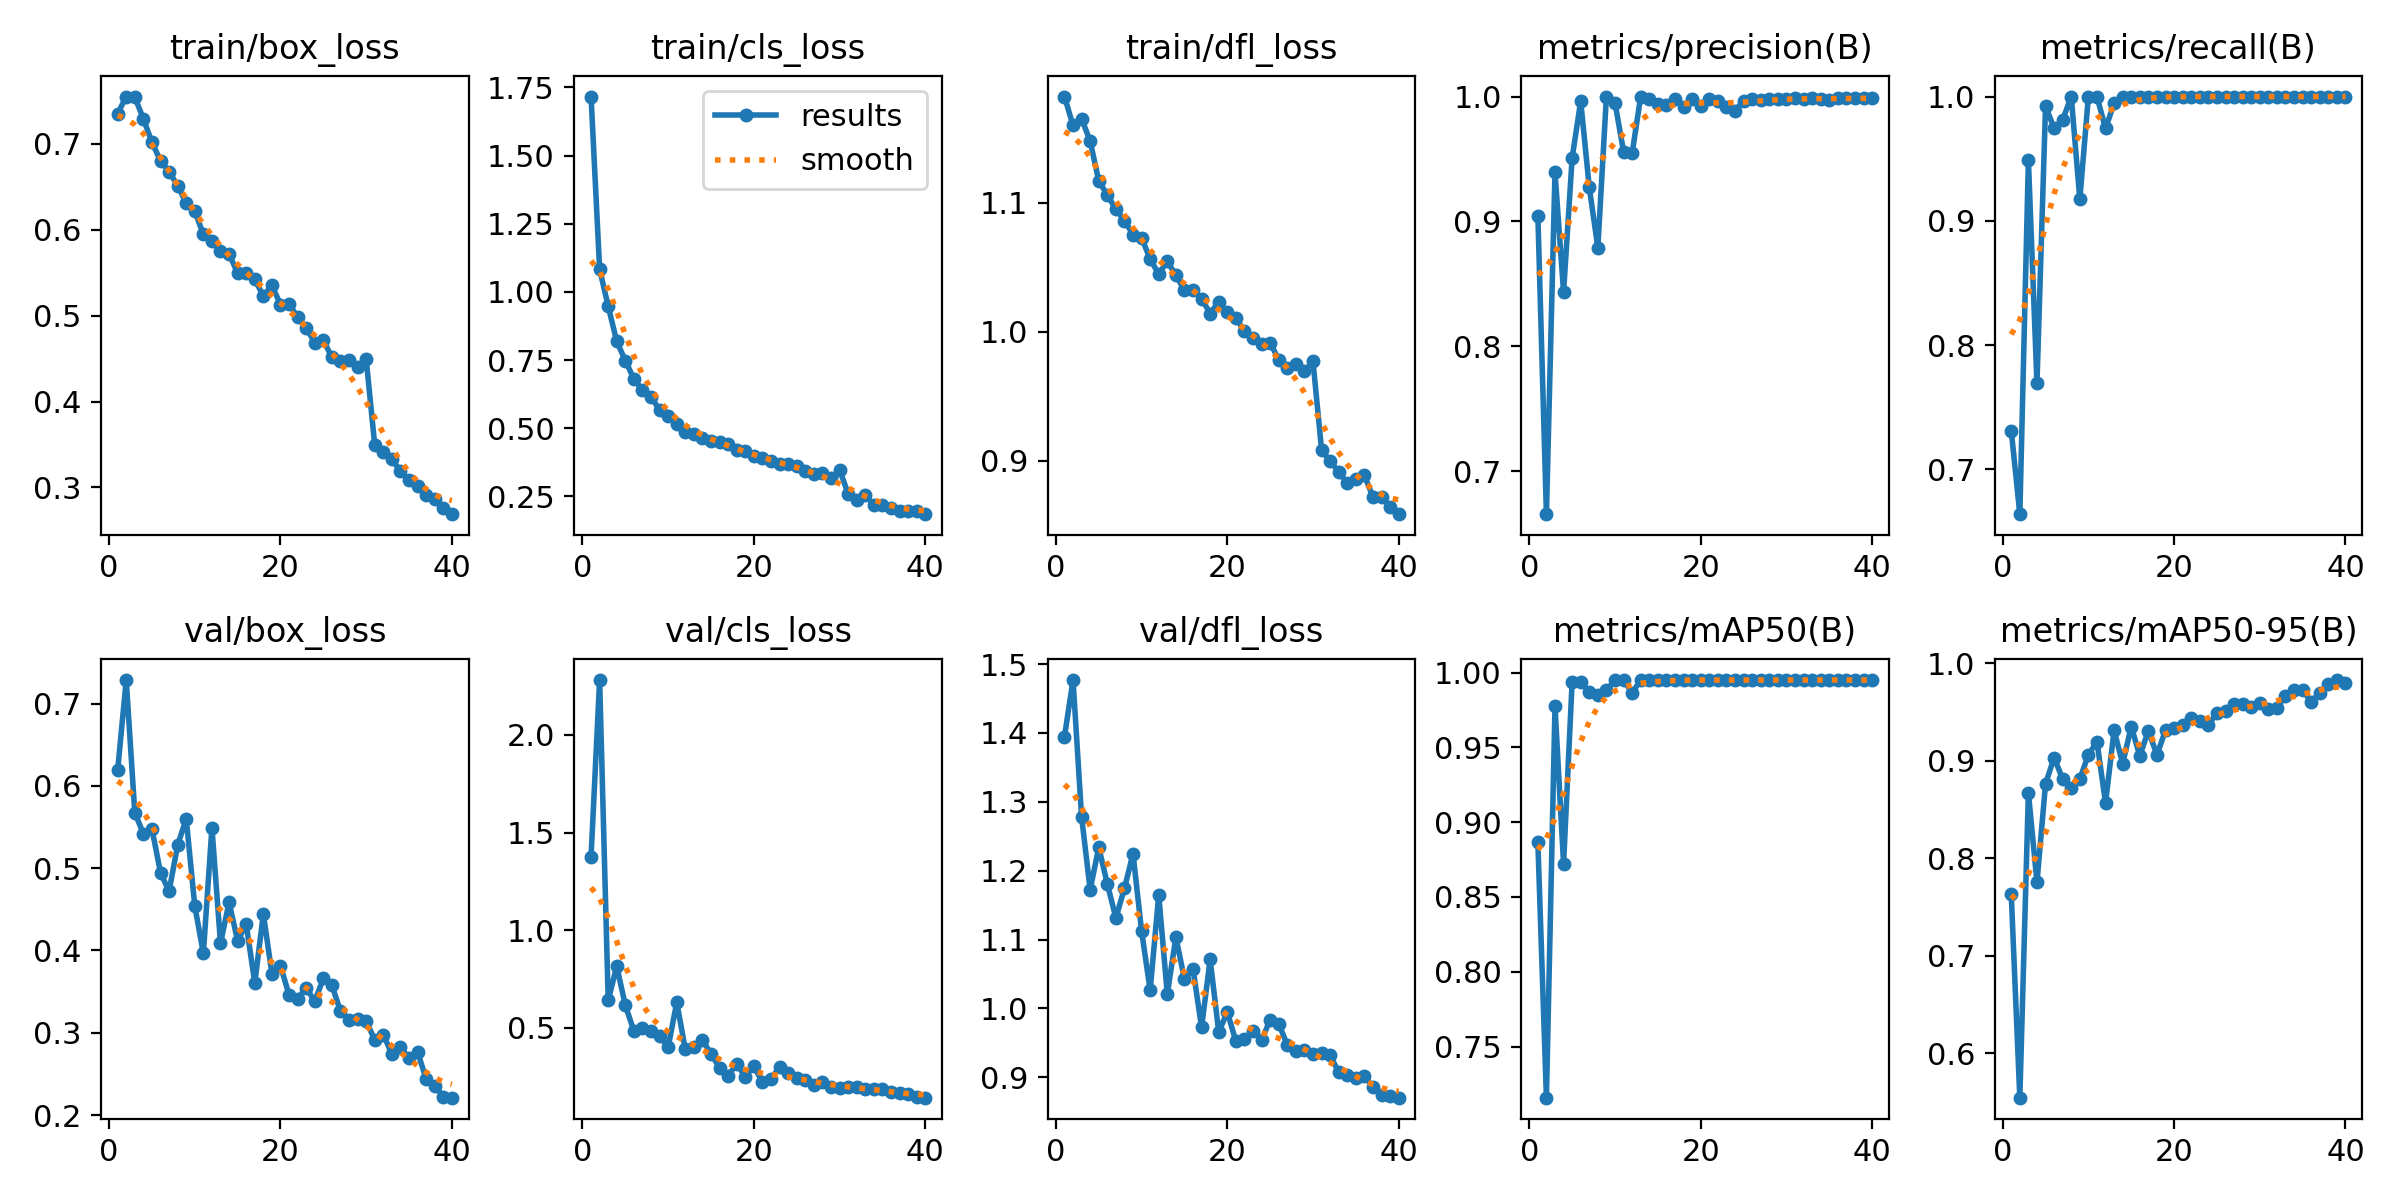 train/box_loss
train/cls_loss
train/dfl_loss
metrics/precision(B)
metrics/recall(B)
0.7
0.6
0.5
0.4
0.3
0 20 40
1.75
1.50
1.25
1.00
0.75
0.50
0.25
results
smooth
0 20 40
1.1
1.0
0.9
0 20 40
1.0
0.9
0.8
0.7
0 20 40
1.0
0.9
0.8
0.7
0 20 40
val/box_loss
val/cls_loss
val/dfl_loss
metrics/mAP50(B)
metrics/mAP50-95(B)
0.7
0.6
0.5
0.4
0.3
0.2
0 20 40
2.0
1.5
1.0
0.5
0 20 40
1.5
1.4
1.3
1.2
1.1
1.0
0.9
0 20 40
1.00
0.95
0.90
0.85
0.80
0.75
0 20 40
1.0
0.9
0.8
0.7
0.6
0 20 40